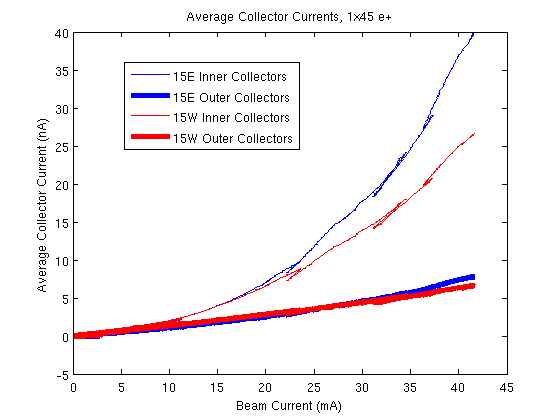 Average Collector Currents, 1x45 e+
40
35
30
25
20
15
10
5
0
-5
Average Collector Current (nA)
15E Inner Collectors
15E Outer Collectors
15W Inner Collectors
15W Outer Collectors
0 5 10 15 20 25 30 35 40 45
Beam Current (mA)